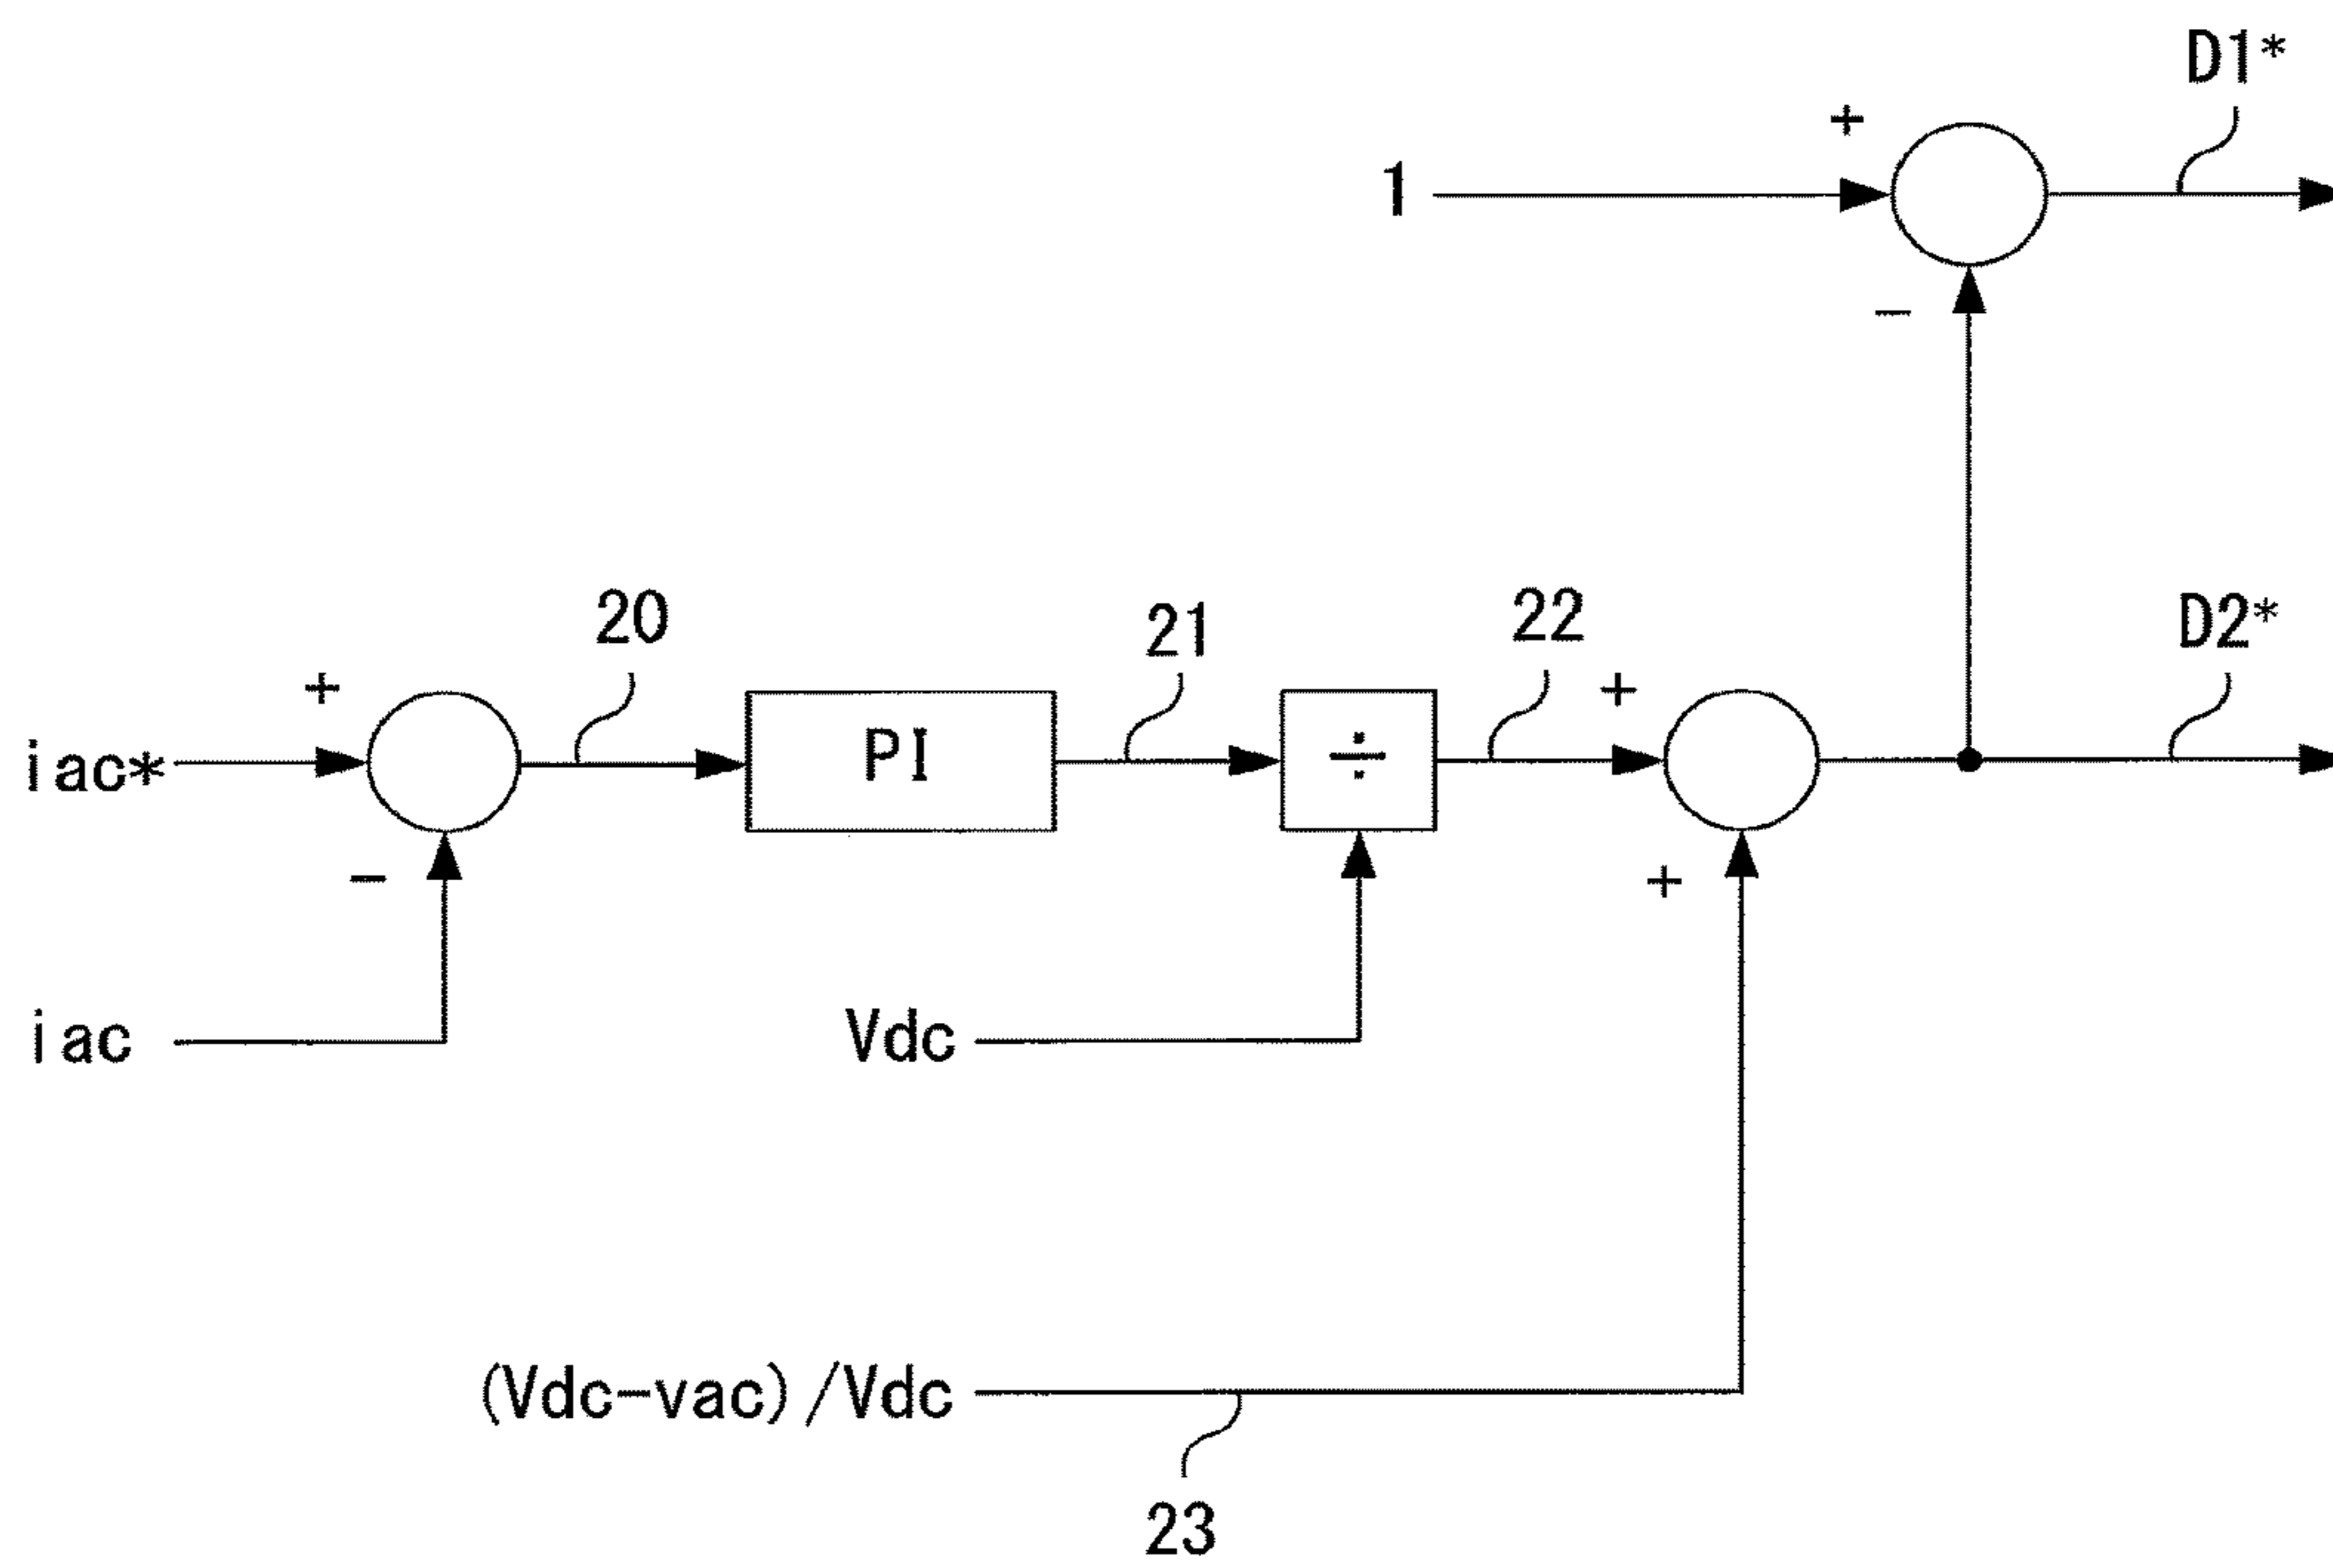 D1*
+
1
−
20
21
22
D2*
+
+
iac*
PI
÷
−
+
iac
Vdc
(Vdc-vac)/Vdc
23